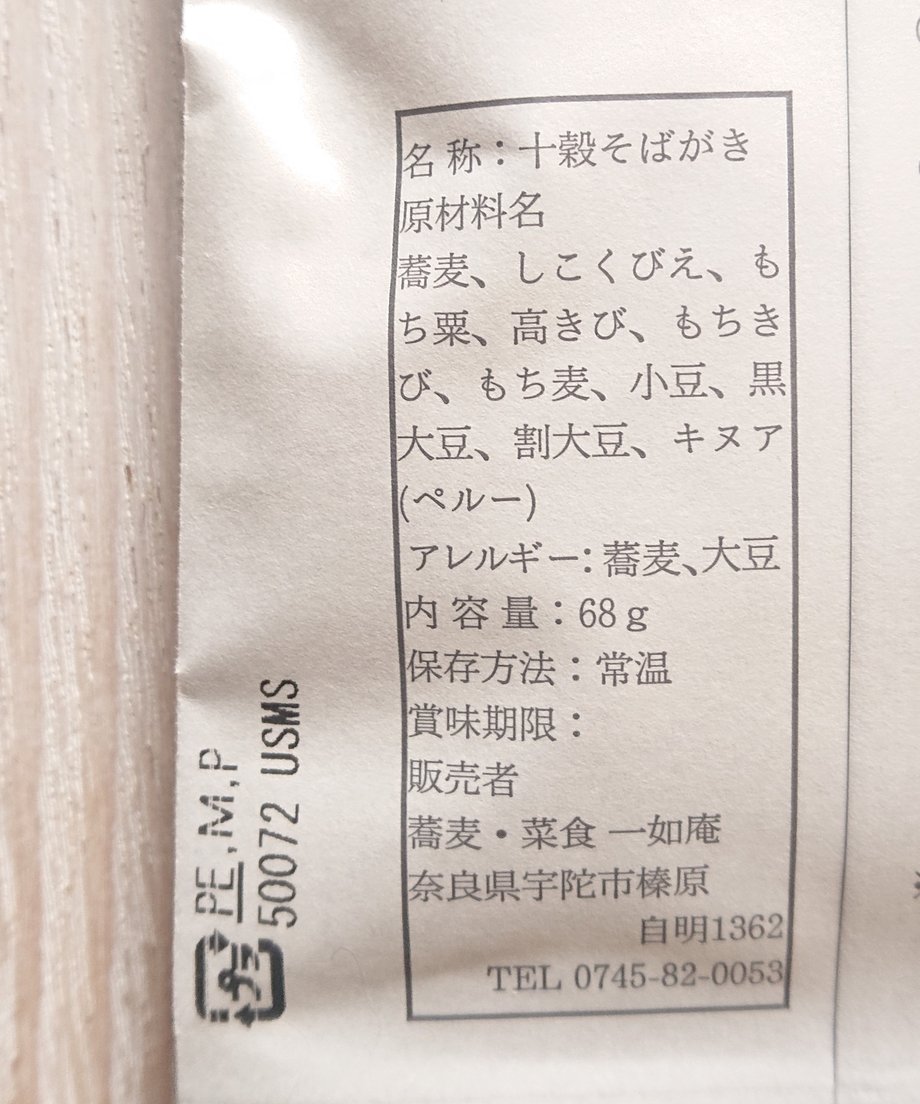 名 称：十穀そばがき
原材料名
蕎麦、しこくびえ、も
ち粟、高きび、もちき
び、もち麦、小豆、黒
大豆、割大豆、キヌア
(ペルー)
アレルギー：蕎麦、大豆
内 容 量：68ｇ
保存方法：常温
賞味期限：
販売者
蕎麦・菜食 一如庵
奈良県宇陀市榛原
自明1362
TEL 0745-82-0053
プラ
PE,M,P
50072 USMS